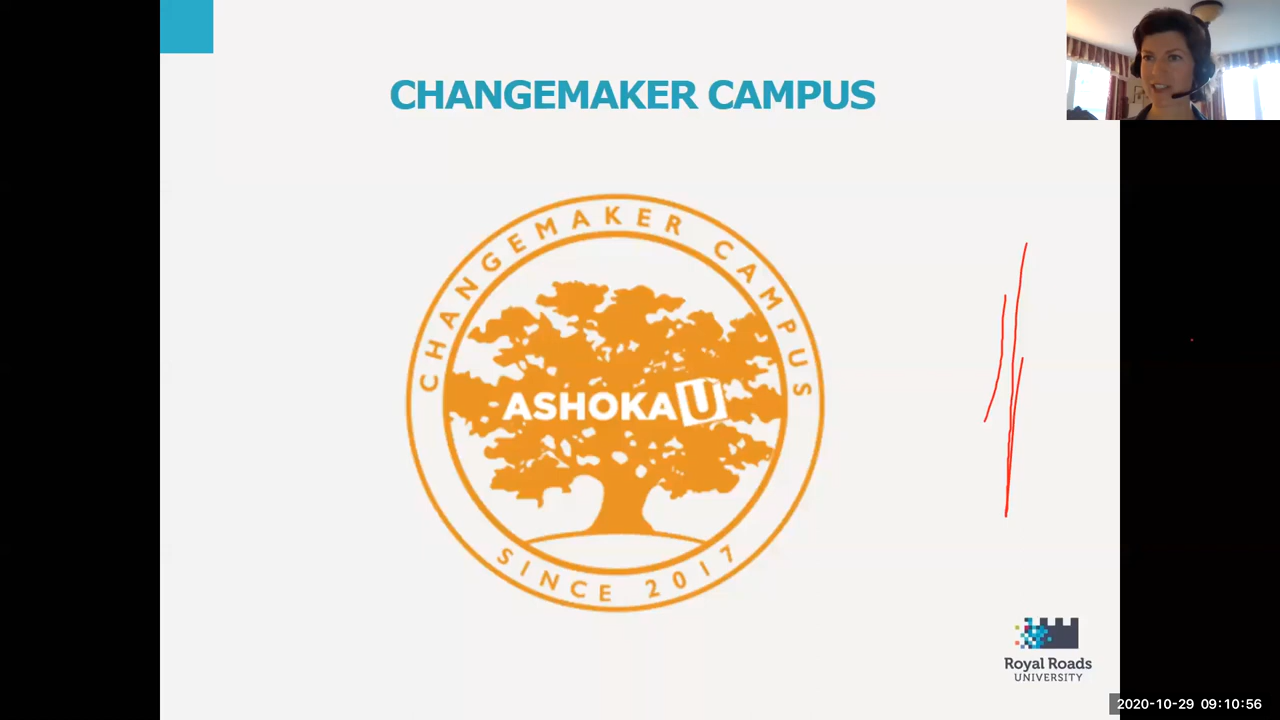 CHANGEMAKER CAMPUS
CHANGEMAKER CAMPUS
ASHOKA U
SINCE 2017
Royal Roads
UNIVERSITY
2020-10-29 09:10:56